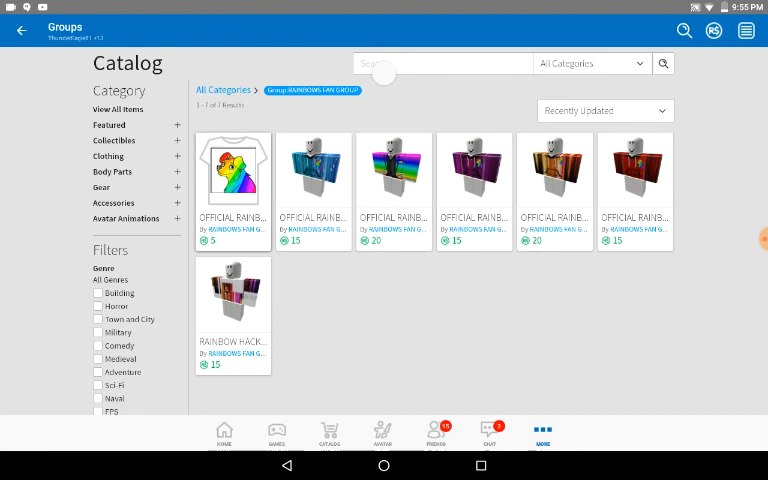 9:55 PM
Groups
Catalog
All Categories
Category
All Categories
Group:RAINBOWS FAN GROUP
1 - 7 of 7 Results
Recently Updated
View All Items
Featured +
Collectibles +
Clothing +
Body Parts +
Gear +
Accessories +
Avatar Animations +
OFFICIAL RAINB...
By RAINBOWS FAN G...
5
OFFICIAL RAINB...
By RAINBOWS FAN G...
15
OFFICIAL RAINB...
By RAINBOWS FAN G...
20
OFFICIAL RAINB...
By RAINBOWS FAN G...
15
OFFICIAL RAINB...
By RAINBOWS FAN G...
20
OFFICIAL RAINB...
By RAINBOWS FAN G...
15
RAINBOW HACK...
By RAINBOWS FAN G...
15
Filters
Genre
All Genres
Building
Horror
Town and City
Military
Comedy
Medieval
Adventure
Sci-Fi
Naval
FPS
HOME
GAMES
CATALOG
AVATAR
FRIENDS
CHAT
MORE